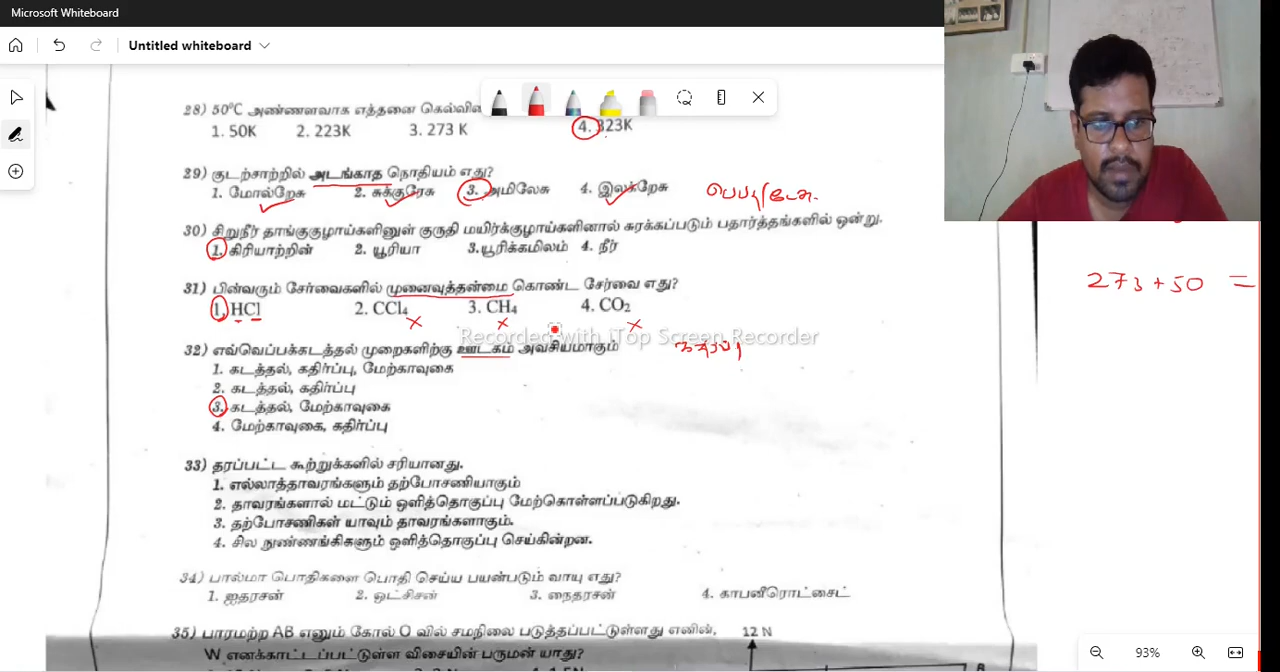 Microsoft Whiteboard
Untitled whiteboard
28) 50°C அண்ணளவாக எத்தனை கெல்வி
1. 50K 2. 223K 3. 273 K 4. 323K
29) குடற்சாற்றில் அடங்காத நொதியம் எது?
1. மோல்றேசு 2. சுக்குரேசு 3. அமிலேசு 4. இலக்றேசு
30) சிறுநீர் தாங்குகுழாய்களினுள் குருதி மயிர்க்குழாய்களினால் சுரக்கப்படும் பதார்த்தங்களில் ஒன்று.
1. கிரியாற்றின் 2. யூரியா 3.யூரிக்கமிலம் 4. நீர்
31) பின்வரும் சேர்வைகளில் முனைவுத்தன்மை கொண்ட சேர்வை எது?
1. HCl 2. CCl₄ 3. CH₄ 4. CO₂
273 + 50 =
Recorded with iTop Screen Recorder
32) எவ்வெப்பக்கடத்தல் முறைகளிற்கு ஊடகம் அவசியமாகும்
1. கடத்தல், கதிர்ப்பு, மேற்காவுகை
2. கடத்தல், கதிர்ப்பு
3. கடத்தல், மேற்காவுகை
4. மேற்காவுகை, கதிர்ப்பு
33) தரப்பட்ட கூற்றுக்களில் சரியானது.
1. எல்லாத்தாவரங்களும் தற்போசணியாகும்
2. தாவரங்களால் மட்டும் ஒளித்தொகுப்பு மேற்கொள்ளப்படுகிறது.
3. தற்போசணிகள் யாவும் தாவரங்களாகும்.
4. சில நுண்ணங்கிகளும் ஒளித்தொகுப்பு செய்கின்றன.
34) பால்மா பொதிகளை பொதி செய்ய பயன்படும் வாயு எது?
1. ஐதரசன் 2. ஒட்சிசன் 3. நைதரசன் 4. காபனீரொட்சைட்
35) பாரமற்ற AB எனும் கோல் O வில் சமநிலை படுத்தப்பட்டுள்ளது எனின், 12 N
W எனக்காட்டப்பட்டுள்ள விசையின் பருமன் யாது?
93%